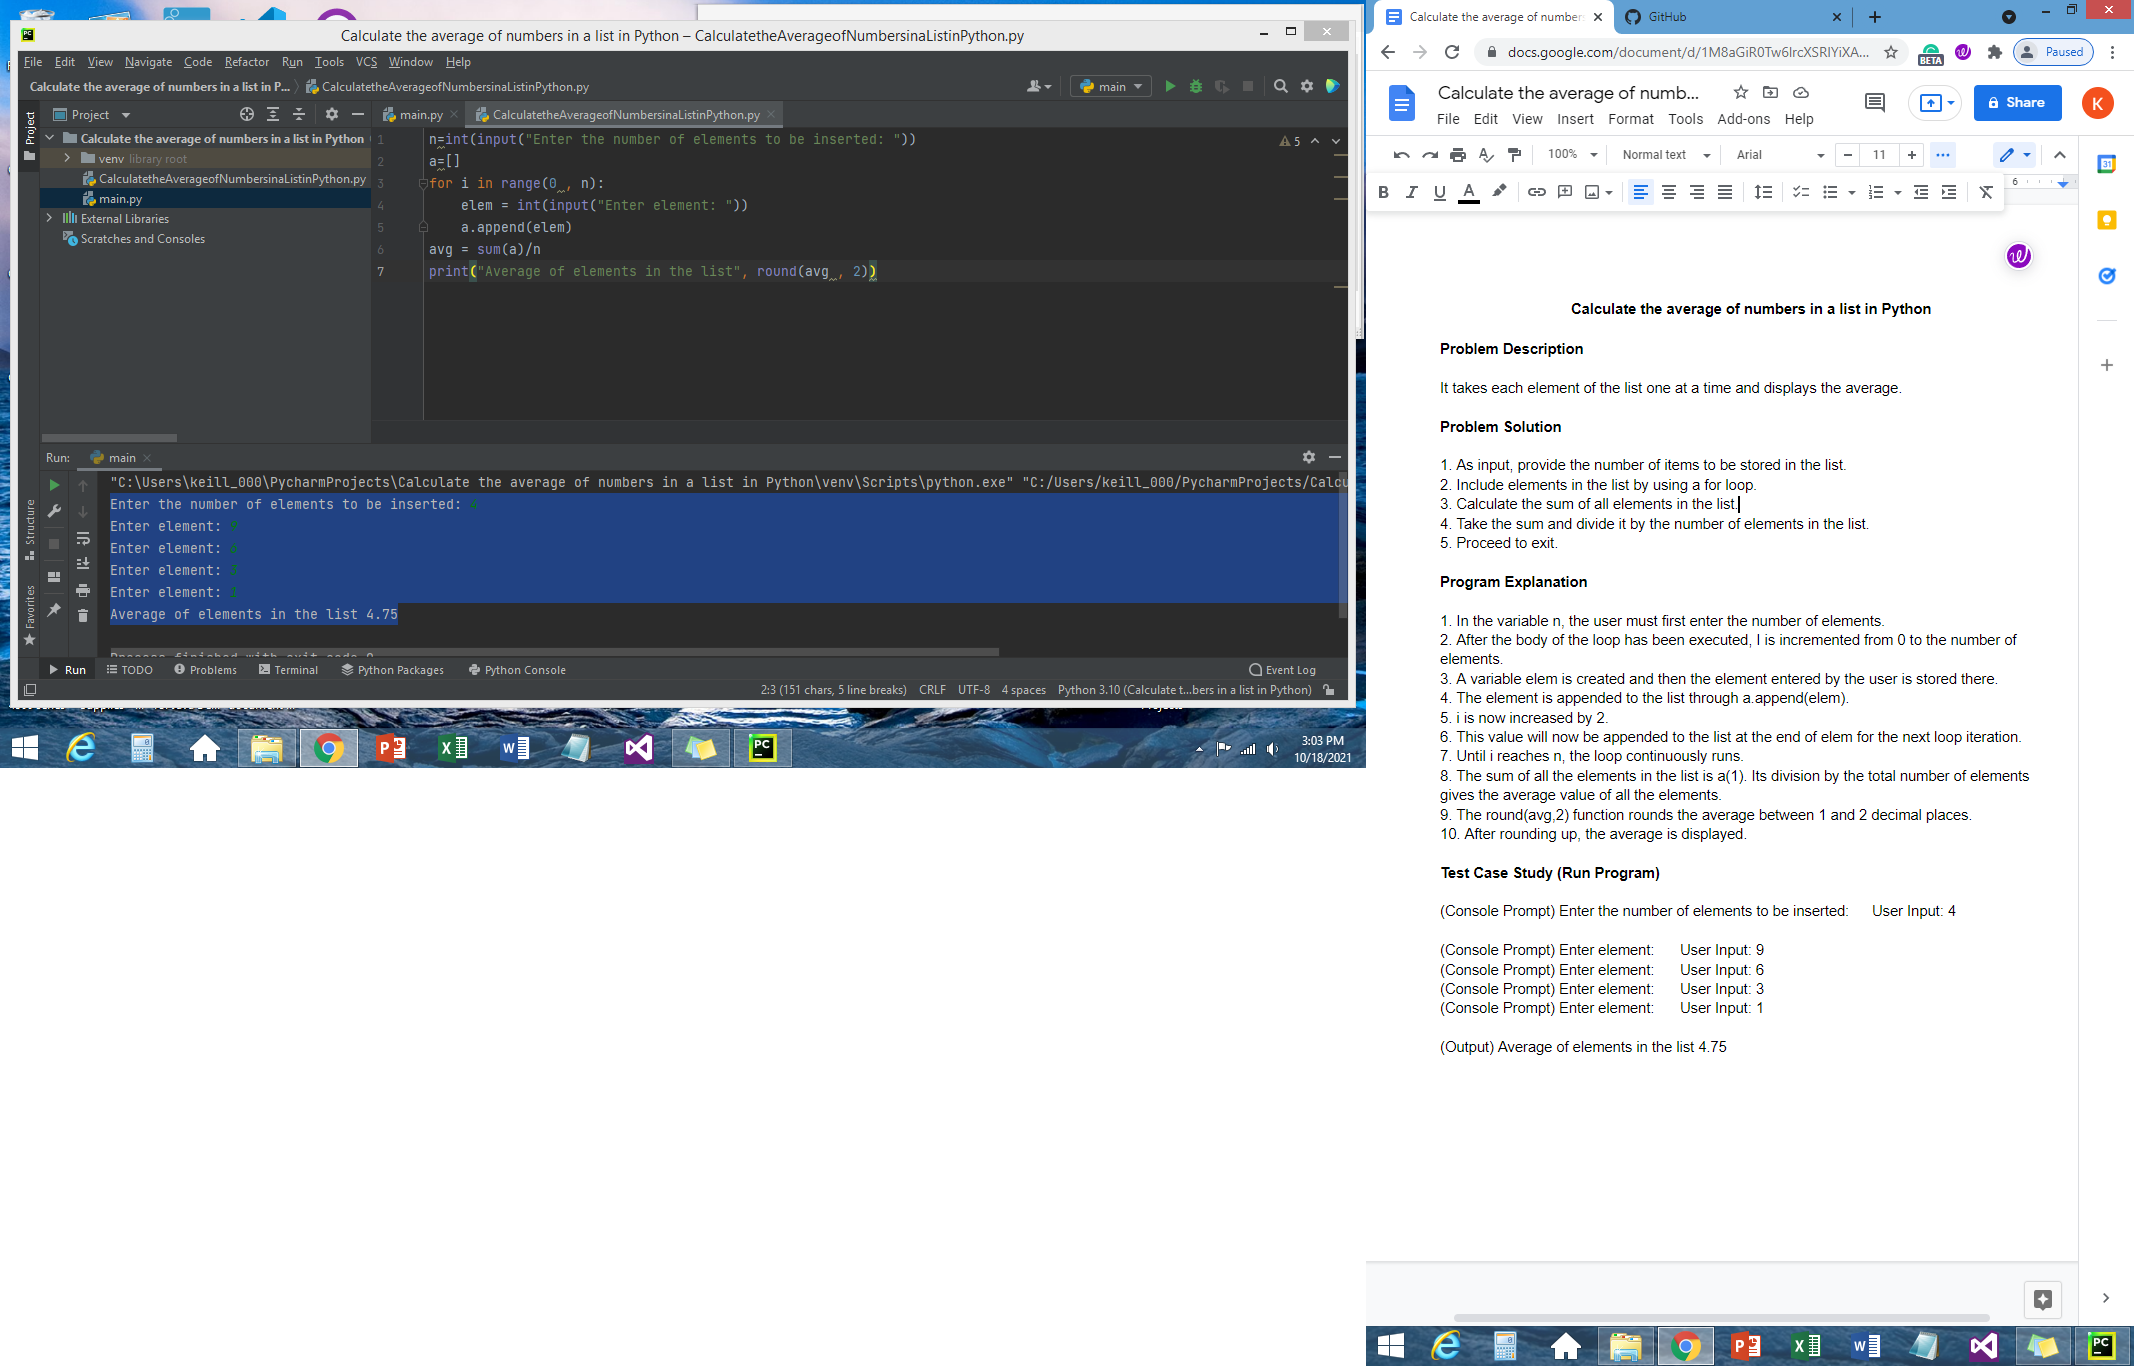 Calculate the average of numbers in a list in Python – CalculatetheAverageofNumbersinaListinPython.py
File Edit View Navigate Code Refactor Run Tools VCS Window Help
Calculate the average of numbers in a list in P... CalculatetheAverageofNumbersinaListinPython.py
main
Project
main.py
CalculatetheAverageofNumbersinaListinPython.py
Project
Calculate the average of numbers in a list in Python
venv library root
CalculatetheAverageofNumbersinaListinPython.py
main.py
External Libraries
Scratches and Consoles
1 n=int(input("Enter the number of elements to be inserted: "))
2 a=[]
3 for i in range(0 , n):
4 elem = int(input("Enter element: "))
5 a.append(elem)
6 avg = sum(a)/n
7 print("Average of elements in the list", round(avg , 2))
5
Run: main
"C:\Users\keill_000\PycharmProjects\Calculate the average of numbers in a list in Python\venv\Scripts\python.exe" "C:/Users/keill_000/PycharmProjects/Calcu
Enter the number of elements to be inserted: 4
Enter element: 9
Enter element: 6
Enter element: 3
Enter element: 1
Average of elements in the list 4.75
Process finished with exit code 0
Structure
Favorites
Run TODO Problems Terminal Python Packages Python Console Event Log
2:3 (151 chars, 5 line breaks) CRLF UTF-8 4 spaces Python 3.10 (Calculate t...bers in a list in Python)
3:03 PM
10/18/2021
Calculate the average of number
GitHub
docs.google.com/document/d/1M8aGiR0Tw6IrcXSRIYiXA...
BETA
Paused
Calculate the average of numb...
Share
K
File Edit View Insert Format Tools Add-ons Help
100% Normal text Arial 11
6
Calculate the average of numbers in a list in Python
Problem Description
It takes each element of the list one at a time and displays the average.
Problem Solution
1. As input, provide the number of items to be stored in the list.
2. Include elements in the list by using a for loop.
3. Calculate the sum of all elements in the list.
4. Take the sum and divide it by the number of elements in the list.
5. Proceed to exit.
Program Explanation
1. In the variable n, the user must first enter the number of elements.
2. After the body of the loop has been executed, I is incremented from 0 to the number of
elements.
3. A variable elem is created and then the element entered by the user is stored there.
4. The element is appended to the list through a.append(elem).
5. i is now increased by 2.
6. This value will now be appended to the list at the end of elem for the next loop iteration.
7. Until i reaches n, the loop continuously runs.
8. The sum of all the elements in the list is a(1). Its division by the total number of elements
gives the average value of all the elements.
9. The round(avg,2) function rounds the average between 1 and 2 decimal places.
10. After rounding up, the average is displayed.
Test Case Study (Run Program)
(Console Prompt) Enter the number of elements to be inserted: User Input: 4
(Console Prompt) Enter element: User Input: 9
(Console Prompt) Enter element: User Input: 6
(Console Prompt) Enter element: User Input: 3
(Console Prompt) Enter element: User Input: 1
(Output) Average of elements in the list 4.75